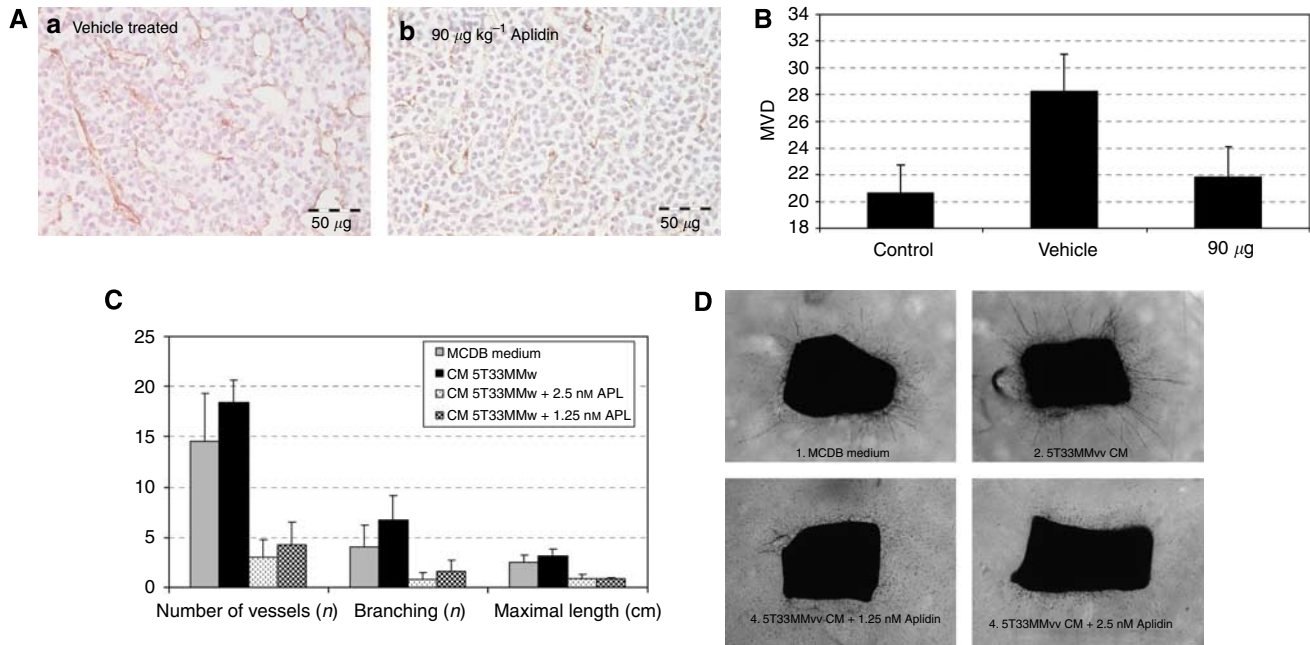 A
a Vehicle treated
50 μg
b 90 μg kg⁻¹ Aplidin
50 μg
B
34
32
30
28
26
24
22
20
18
MVD
Control
Vehicle
90 μg
C
25
20
15
10
5
0
MCDB medium
CM 5T33MMw
CM 5T33MMw + 2.5 nM APL
CM 5T33MMw + 1.25 nM APL
Number of vessels (n)
Branching (n)
Maximal length (cm)
D
1. MCDB medium
2. 5T33MMvv CM
4. 5T33MMvv CM + 1.25 nM Aplidin
4. 5T33MMvv CM + 2.5 nM Aplidin